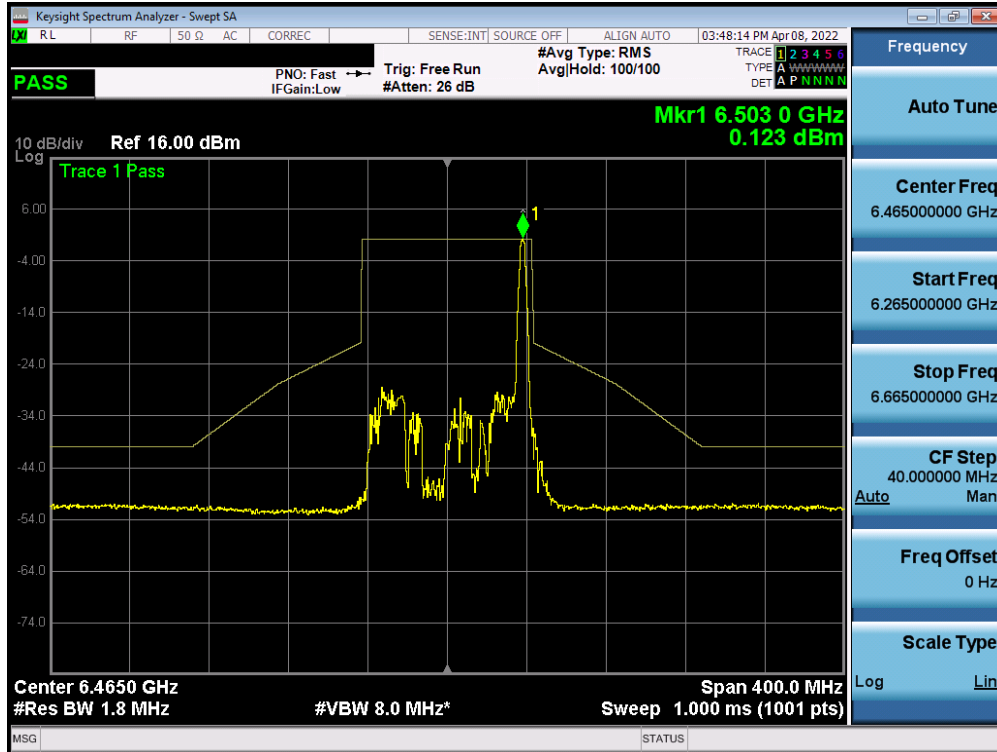 Keysight Spectrum Analyzer - Swept SA
LXI RL RF 50 Ω AC CORREC SENSE:INT SOURCE OFF ALIGN AUTO 03:48:14 PM Apr 08, 2022
PASS
PNO: Fast
IFGain:Low
Trig: Free Run
#Atten: 26 dB
#Avg Type: RMS
Avg|Hold: 100/100
TRACE 1 2 3 4 5 6
TYPE A WWWWW
DET A P N N N N
Mkr1 6.503 0 GHz
0.123 dBm
10 dB/div Ref 16.00 dBm
Log
Trace 1 Pass
1
6.00
-4.00
-14.0
-24.0
-34.0
-44.0
-54.0
-64.0
-74.0
Center 6.4650 GHz Span 400.0 MHz
#Res BW 1.8 MHz #VBW 8.0 MHz* Sweep 1.000 ms (1001 pts)
MSG STATUS
Frequency
Auto Tune
Center Freq
6.465000000 GHz
Start Freq
6.265000000 GHz
Stop Freq
6.665000000 GHz
CF Step
40.000000 MHz
Auto Man
Freq Offset
0 Hz
Scale Type
Log Lin